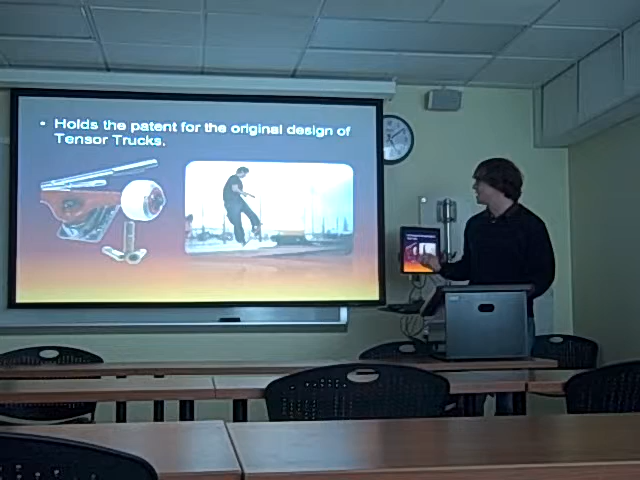 • Holds the patent for the original design of
Tensor Trucks.